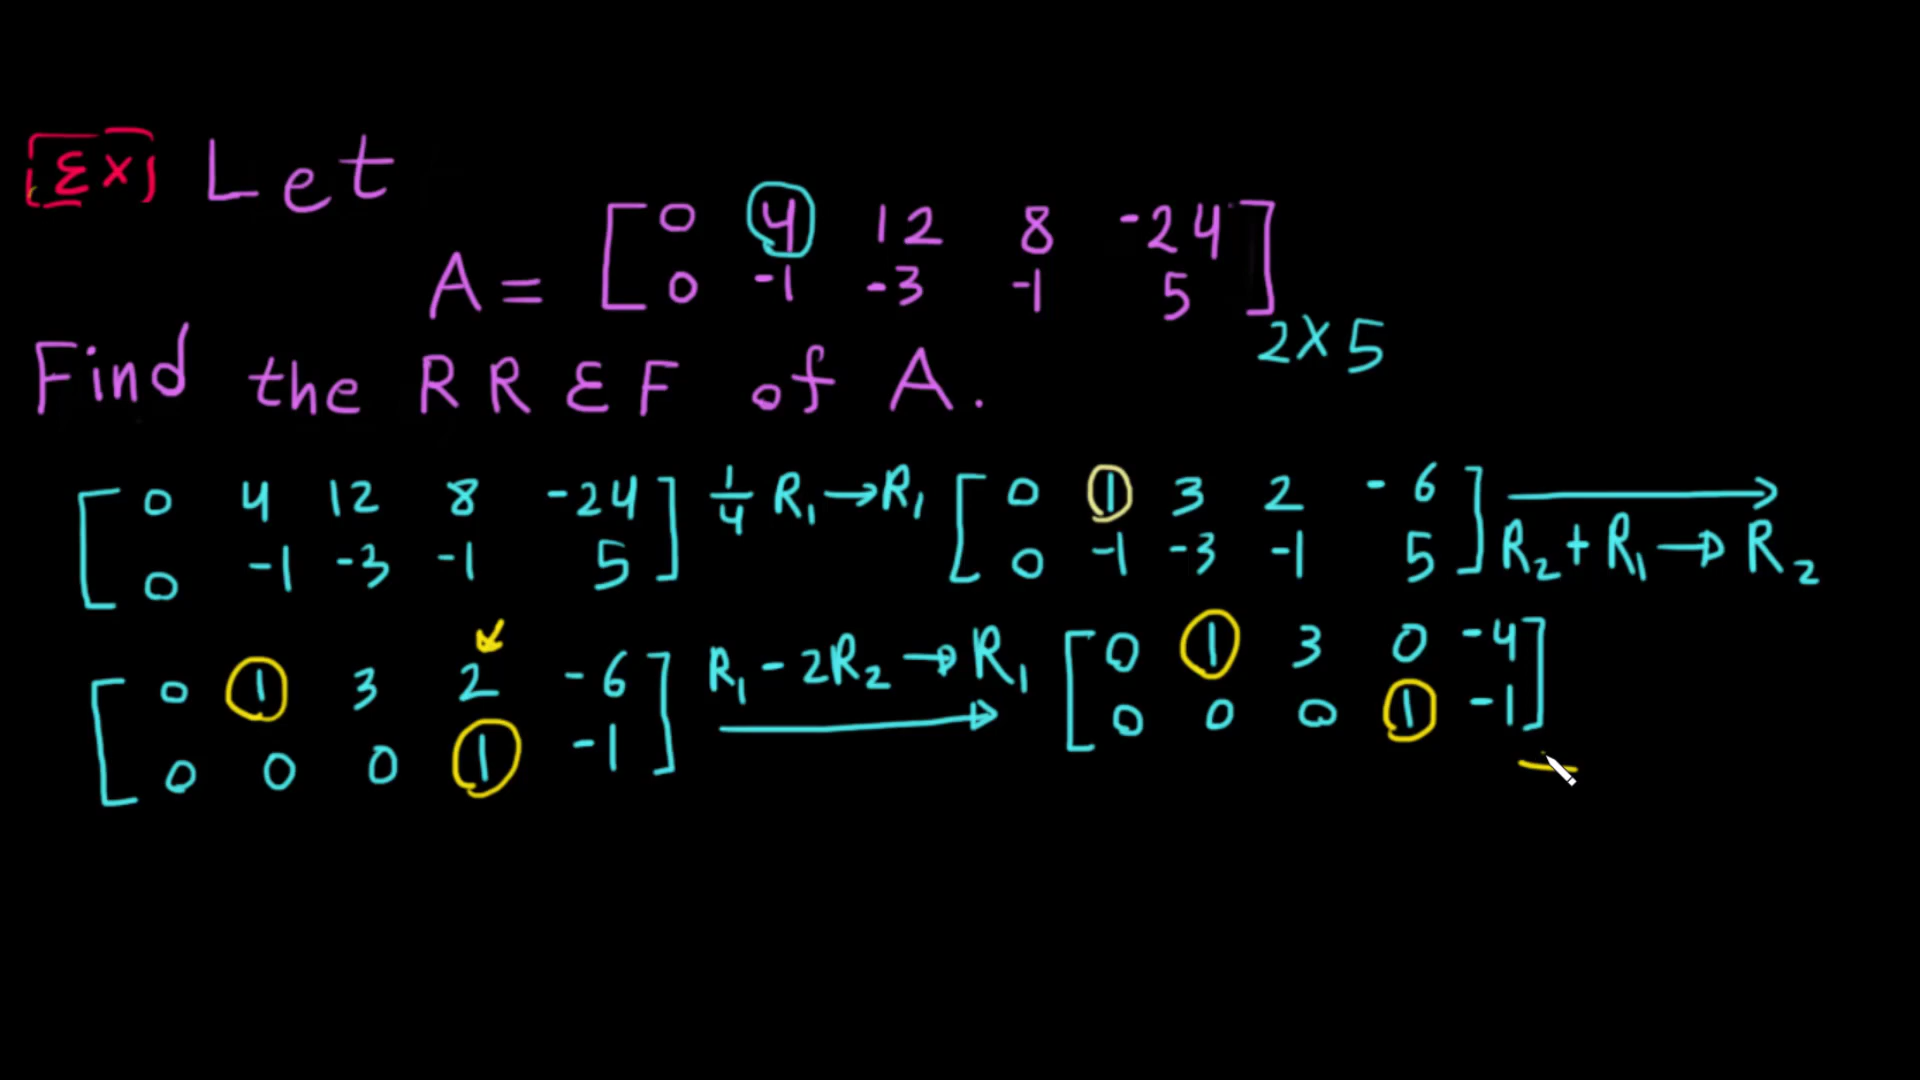 Ex Let
A = [ 0 4 12 8 -24 ]
[ 0 -1 -3 -1 5 ]
2×5
Find the RREF of A.
[ 0 4 12 8 -24 ] 1/4 R₁→R₁ [ 0 1 3 2 -6 ] →
[ 0 -1 -3 -1 5 ] [ 0 -1 -3 -1 5 ] R₂+R₁→R₂
[ 0 1 3 2 -6 ] R₁-2R₂→R₁ [ 0 1 3 0 -4 ]
[ 0 0 0 1 -1 ] → [ 0 0 0 1 -1 ]